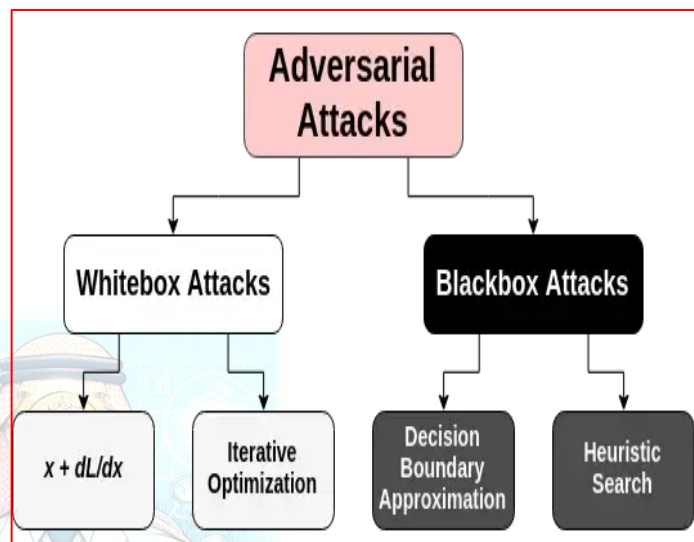 Adversarial
Attacks
Whitebox Attacks
Blackbox Attacks
x + dL/dx
Iterative
Optimization
Decision
Boundary
Approximation
Heuristic
Search